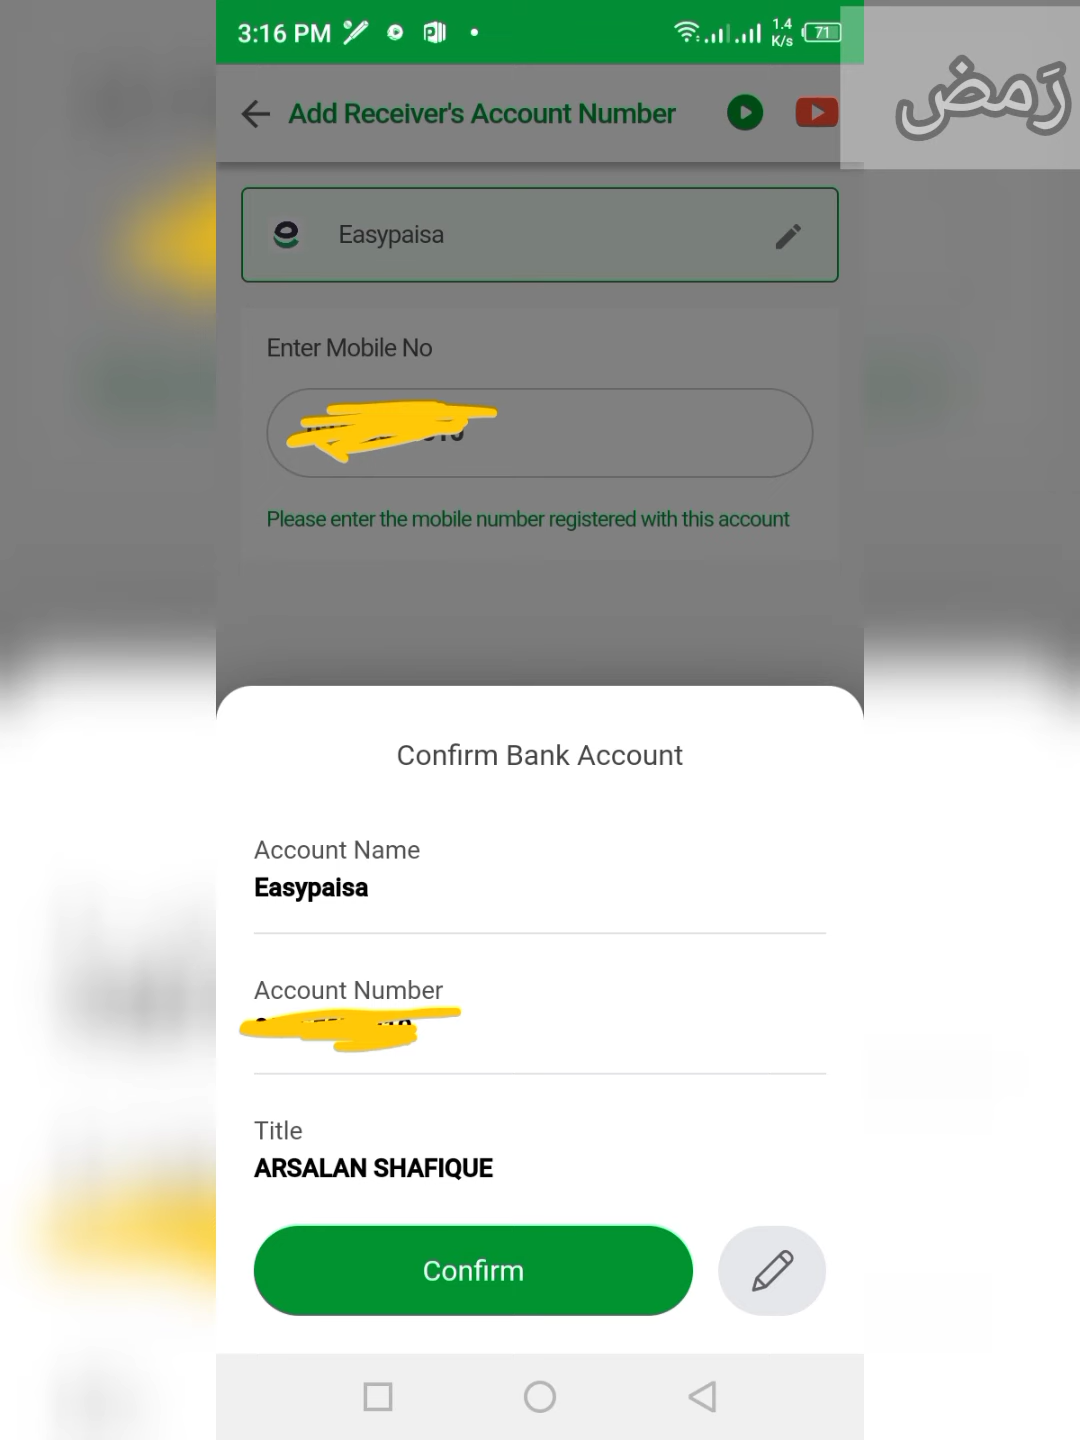 3:16 PM
1.4
K/s
71
رَمض
Add Receiver's Account Number
Easypaisa
Enter Mobile No
Please enter the mobile number registered with this account
Confirm Bank Account
Account Name
Easypaisa
Account Number
Title
ARSALAN SHAFIQUE
Confirm